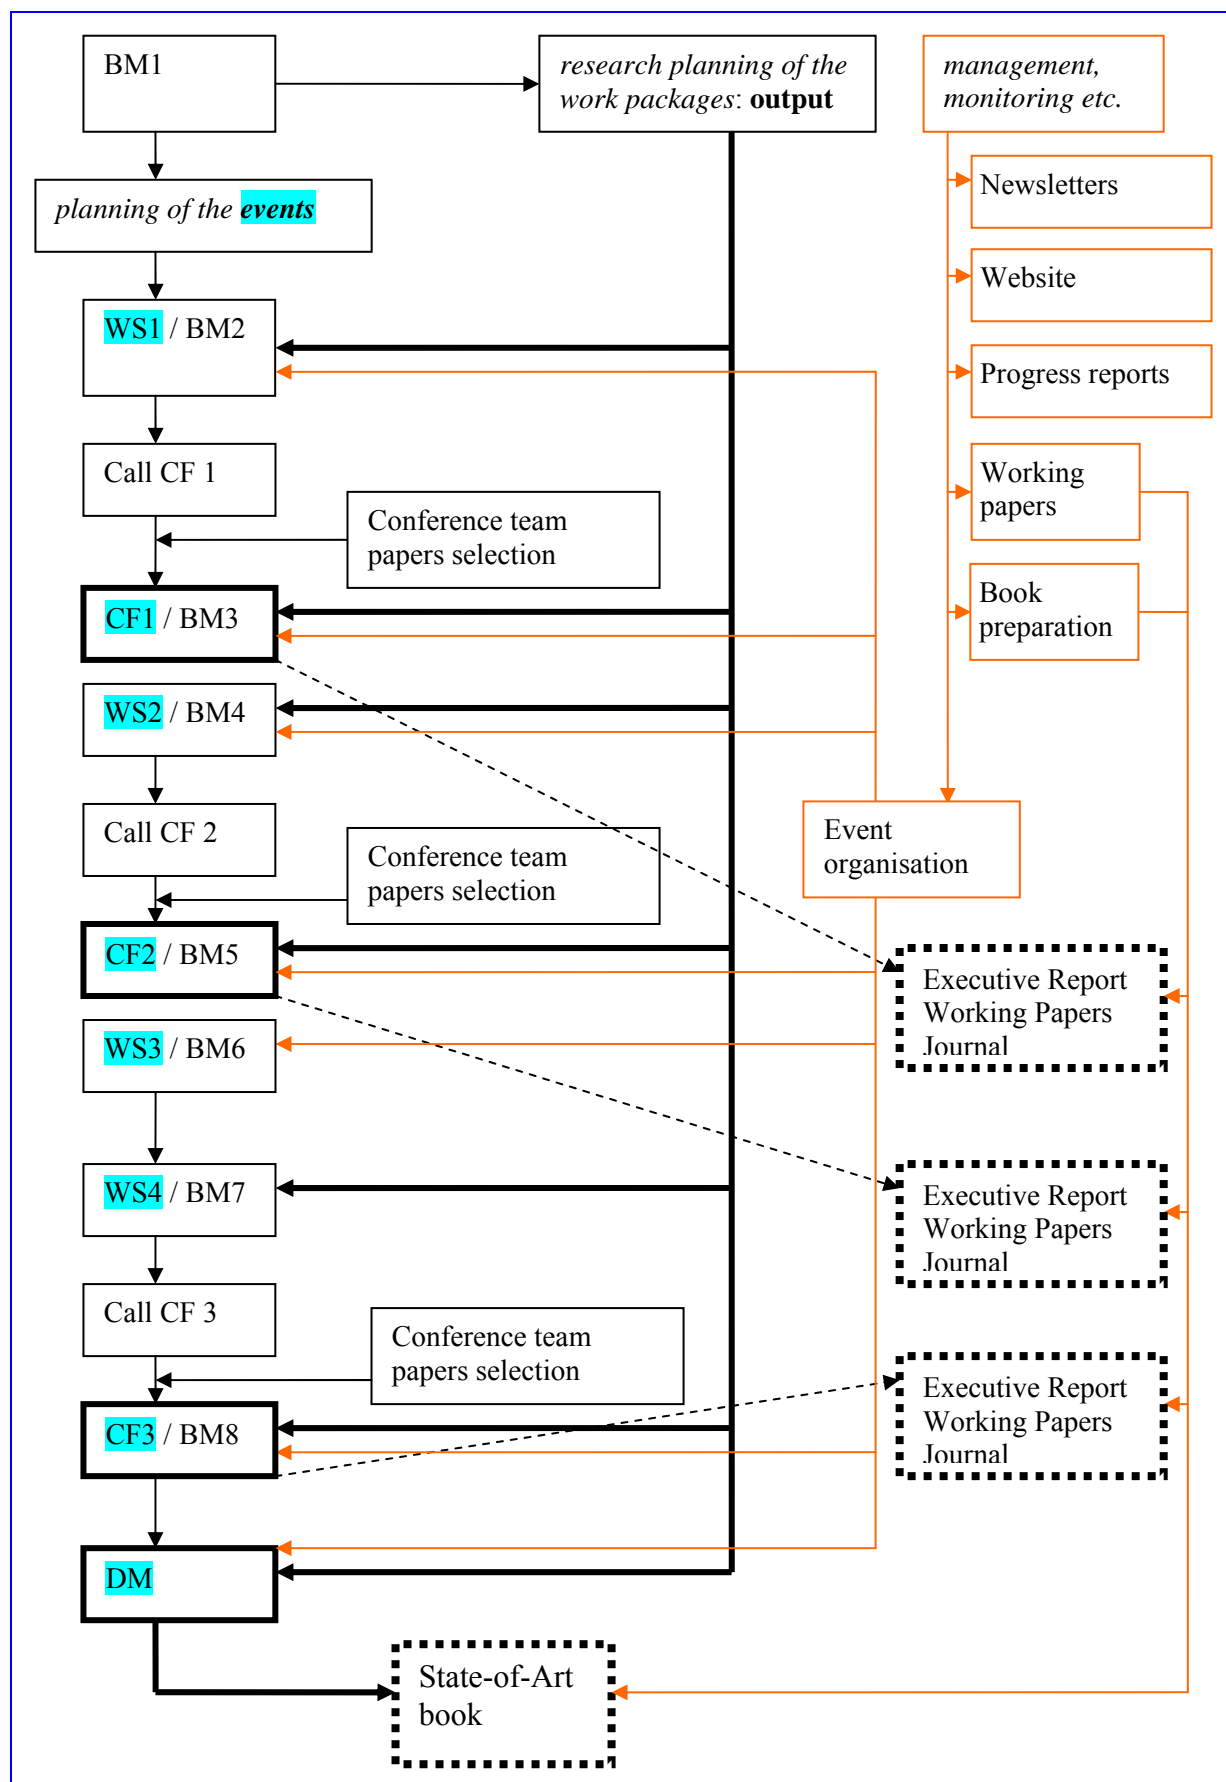 BM1
research planning of the
work packages: output
management,
monitoring etc.
planning of the events
Newsletters
Website
WS1 / BM2
Progress reports
Call CF 1
Working
papers
Conference team
papers selection
Book
preparation
CF1 / BM3
WS2 / BM4
Call CF 2
Event
organisation
Conference team
papers selection
CF2 / BM5
Executive Report
Working Papers
Journal
WS3 / BM6
WS4 / BM7
Executive Report
Working Papers
Journal
Call CF 3
Conference team
papers selection
Executive Report
Working Papers
Journal
CF3 / BM8
DM
State-of-Art
book